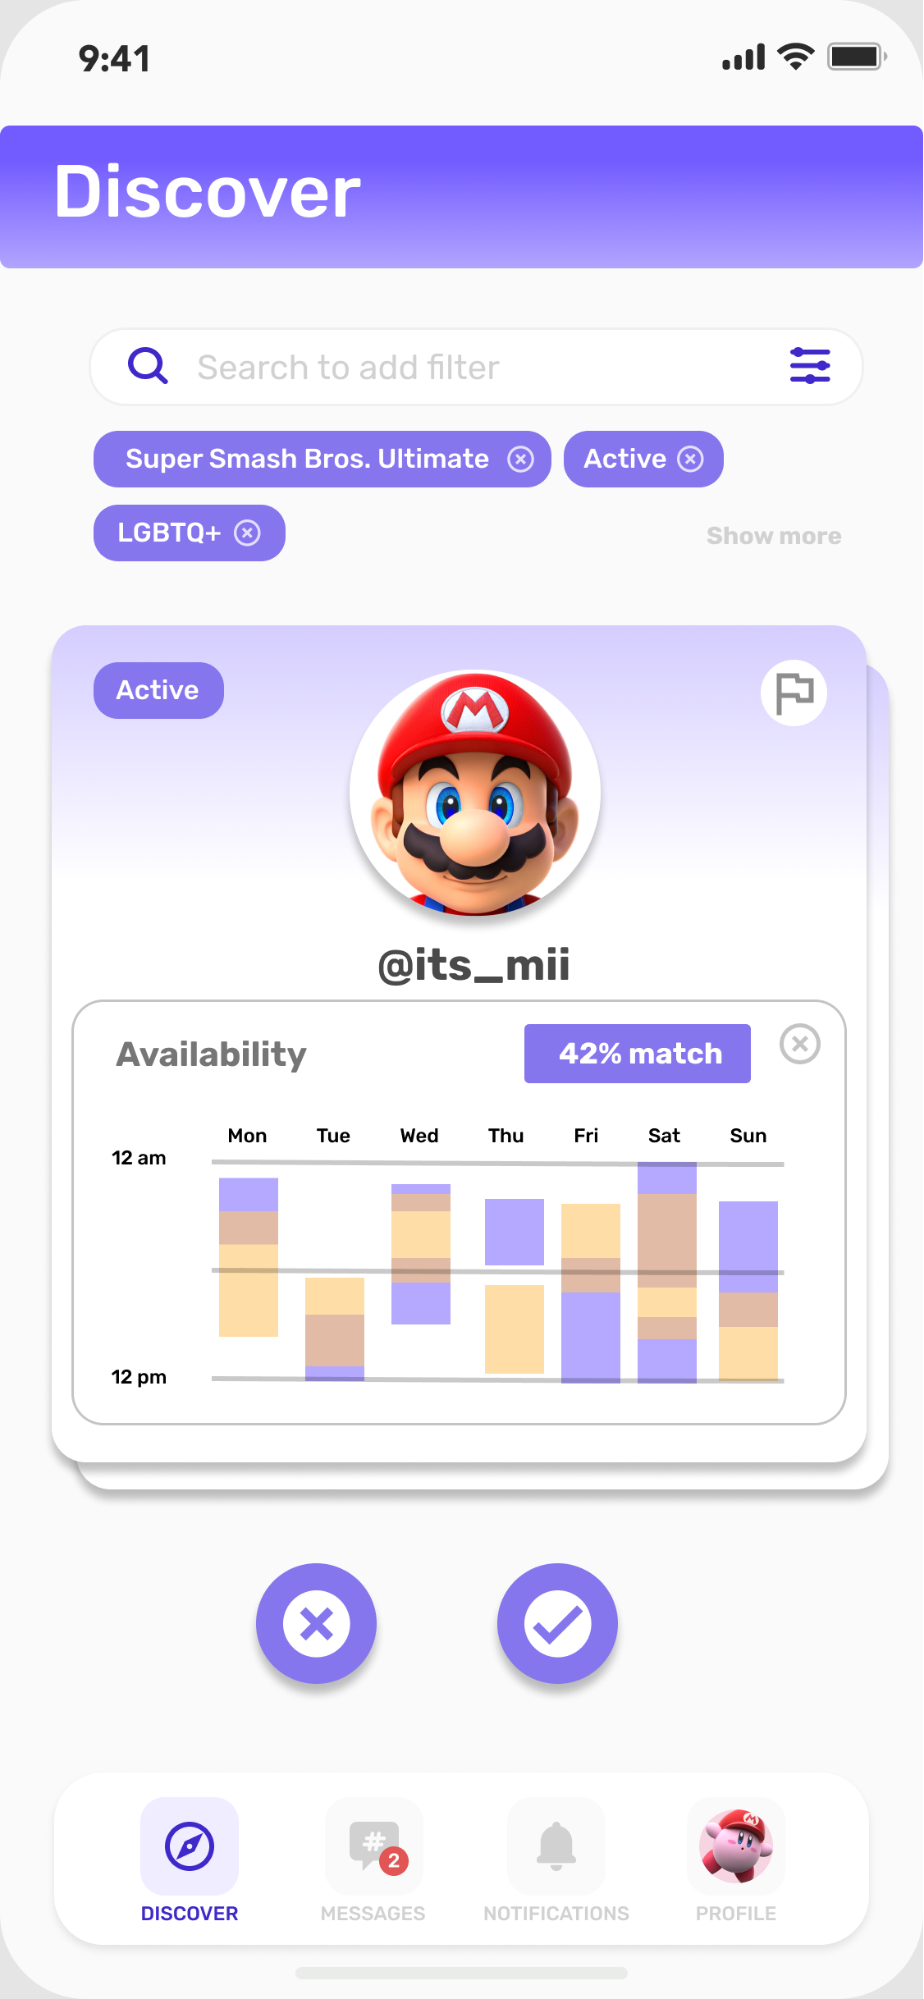 9:41
Discover
Search to add filter
Super Smash Bros. Ultimate
Active
LGBTQ+
Show more
Active
M
@its_mii
Availability
42% match
Mon Tue Wed Thu Fri Sat Sun
12 am
12 pm
#
2
M
DISCOVER
MESSAGES
NOTIFICATIONS
PROFILE